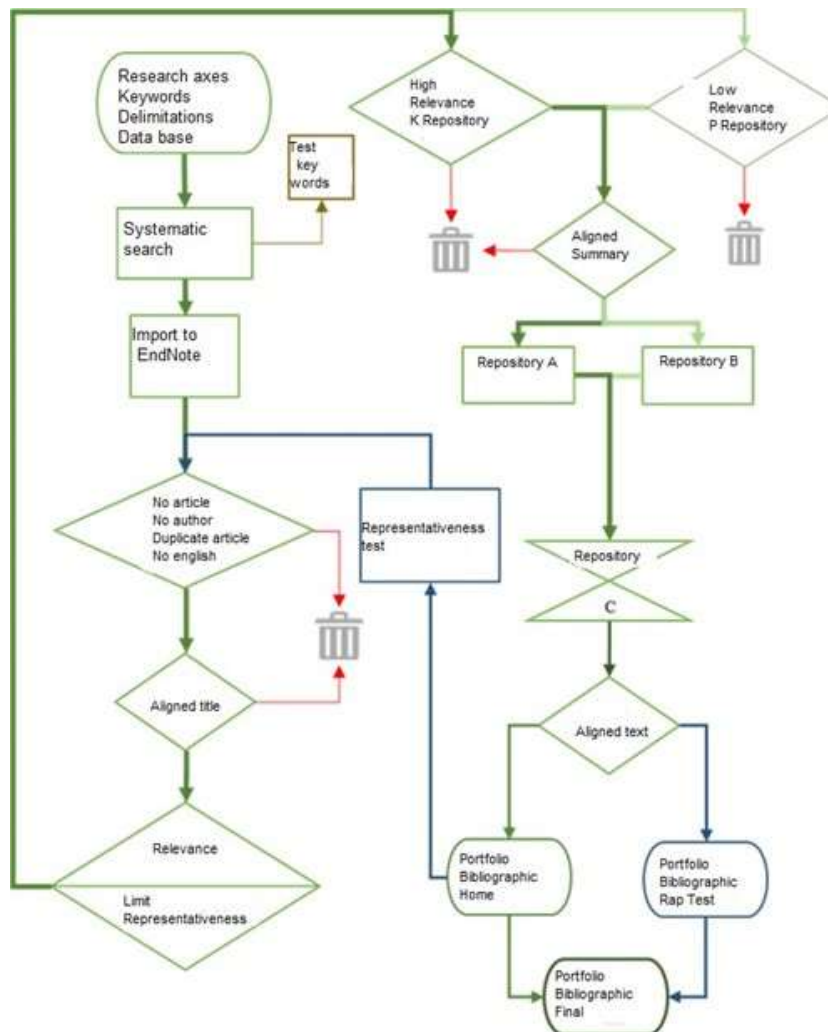 Research axes
Keywords
Delimitations
Data base
Test
key
words
Systematic
search
Import to
EndNote
No article
No author
Duplicate article
No english
Aligned title
Relevance
Limit
Representativeness
High
Relevance
K Repository
Low
Relevance
P Repository
Aligned
Summary
Repository A
Repository B
Representativeness
test
Repository
C
Aligned text
Portfolio
Bibliographic
Home
Portfolio
Bibliographic
Rap Test
Portfolio
Bibliographic
Final